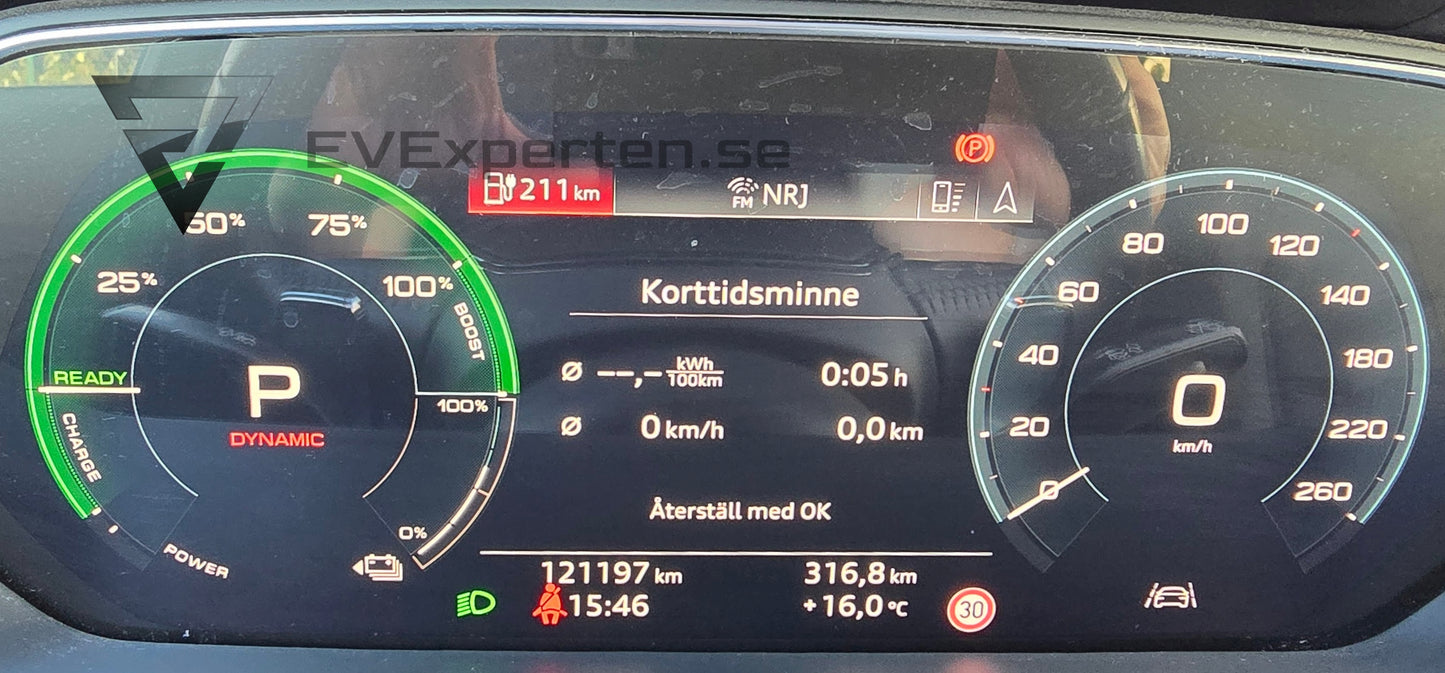 EVExperten.se
P
211 km
FM NRJ
50%
75%
25%
100%
BOOST
READY
P
DYNAMIC
100%
CHARGE
0%
POWER
Korttidsminne
Ø --,- kWh/100km
0:05 h
Ø 0 km/h
0,0 km
Återställ med OK
121197 km
316,8 km
15:46
+16,0 °C
30
0
20
40
60
80
100
120
140
180
220
260
0
km/h